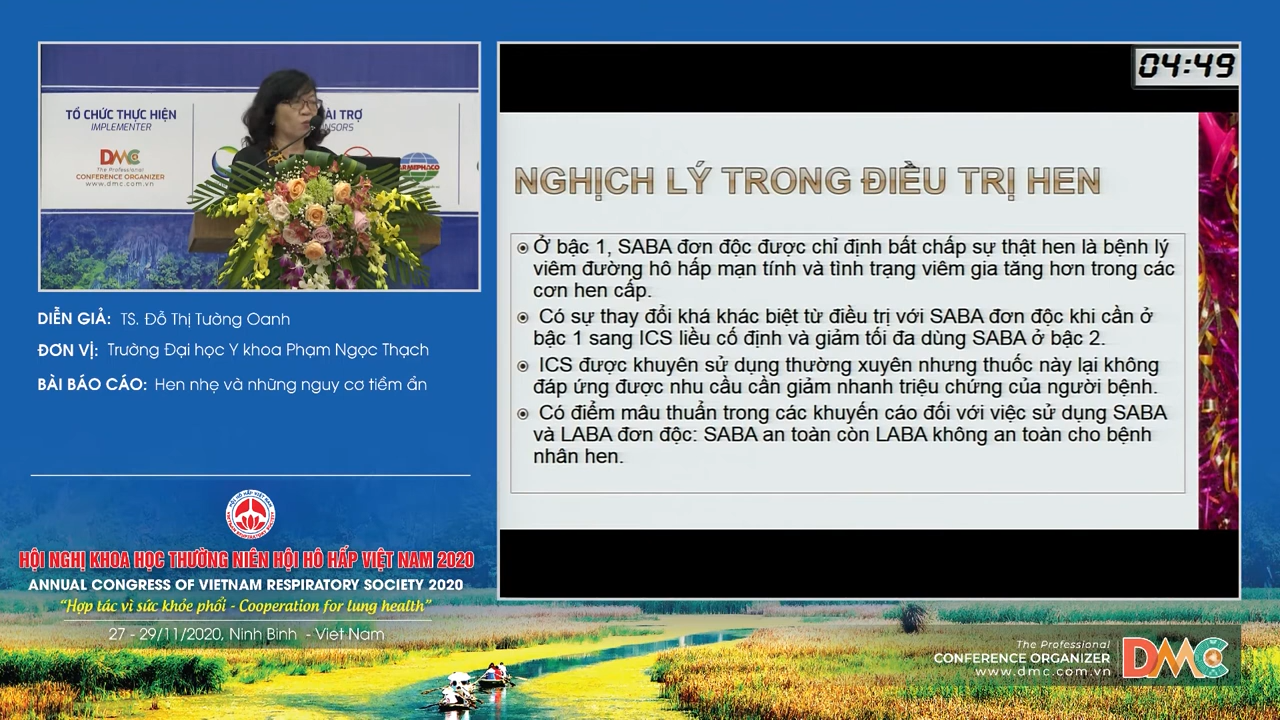 TỔ CHỨC THỰC HIỆN
IMPLEMENTER
DMC
The Professional
CONFERENCE ORGANIZER
www.dmc.com.vn
ÀI TRỢ
NSORS
DIỄN GIẢ: TS. Đỗ Thị Tường Oanh
ĐƠN VỊ: Trường Đại học Y khoa Phạm Ngọc Thạch
BÀI BÁO CÁO: Hen nhẹ và những nguy cơ tiềm ẩn
HỘI NGHỊ KHOA HỌC THƯỜNG NIÊN HỘI HÔ HẤP VIỆT NAM 2020
ANNUAL CONGRESS OF VIETNAM RESPIRATORY SOCIETY 2020
“Hợp tác vì sức khỏe phổi - Cooperation for lung health”
27 - 29/11/2020, Ninh Bình - Viet Nam
04:49
NGHỊCH LÝ TRONG ĐIỀU TRỊ HEN
Ở bậc 1, SABA đơn độc được chỉ định bất chấp sự thật hen là bệnh lý
viêm đường hô hấp mạn tính và tình trạng viêm gia tăng hơn trong các
cơn hen cấp.
Có sự thay đổi khá khác biệt từ điều trị với SABA đơn độc khi cần ở
bậc 1 sang ICS liều cố định và giảm tối đa dùng SABA ở bậc 2.
ICS được khuyên sử dụng thường xuyên nhưng thuốc này lại không
đáp ứng được nhu cầu cần giảm nhanh triệu chứng của người bệnh.
Có điểm mâu thuẫn trong các khuyến cáo đối với việc sử dụng SABA
và LABA đơn độc: SABA an toàn còn LABA không an toàn cho bệnh
nhân hen.
The Professional
CONFERENCE ORGANIZER
www.dmc.com.vn
DMC